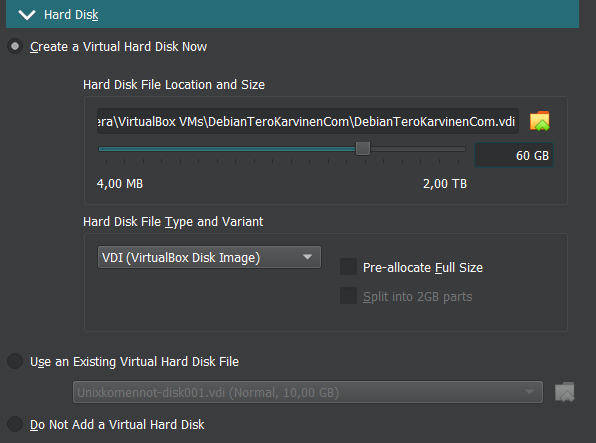 Hard Disk
Create a Virtual Hard Disk Now
Hard Disk File Location and Size
era\VirtualBox VMs\DebianTeroKarvinenCom\DebianTeroKarvinenCom.vdi
60 GB
4,00 MB 2,00 TB
Hard Disk File Type and Variant
VDI (VirtualBox Disk Image)
Pre-allocate Full Size
Split into 2GB parts
Use an Existing Virtual Hard Disk File
Unixkomennot-disk001.vdi (Normal, 10,00 GB)
Do Not Add a Virtual Hard Disk